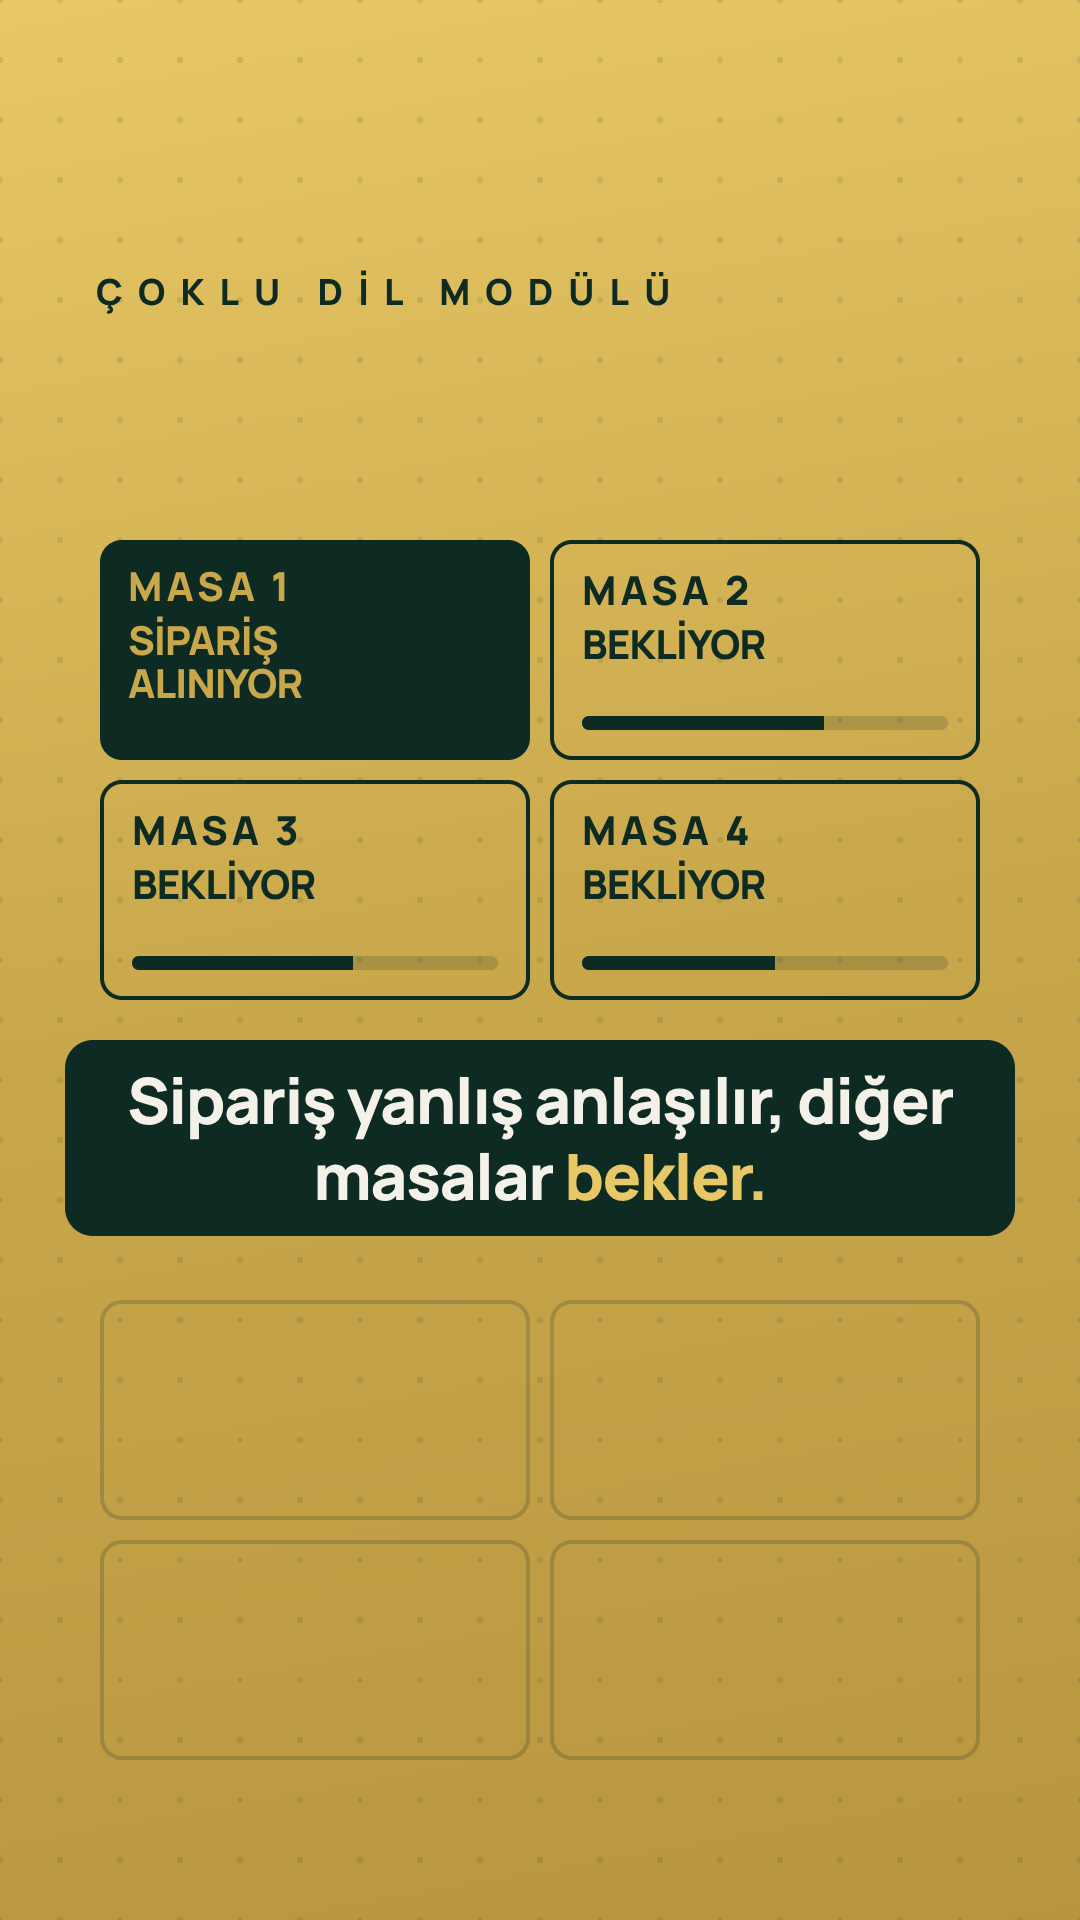 ÇOKLU DİL MODÜLÜ
MASA 1
SİPARİŞ
ALINIYOR
MASA 2
BEKLİYOR
MASA 3
BEKLİYOR
MASA 4
BEKLİYOR
Sipariş yanlış anlaşılır, diğer
masalar bekler.